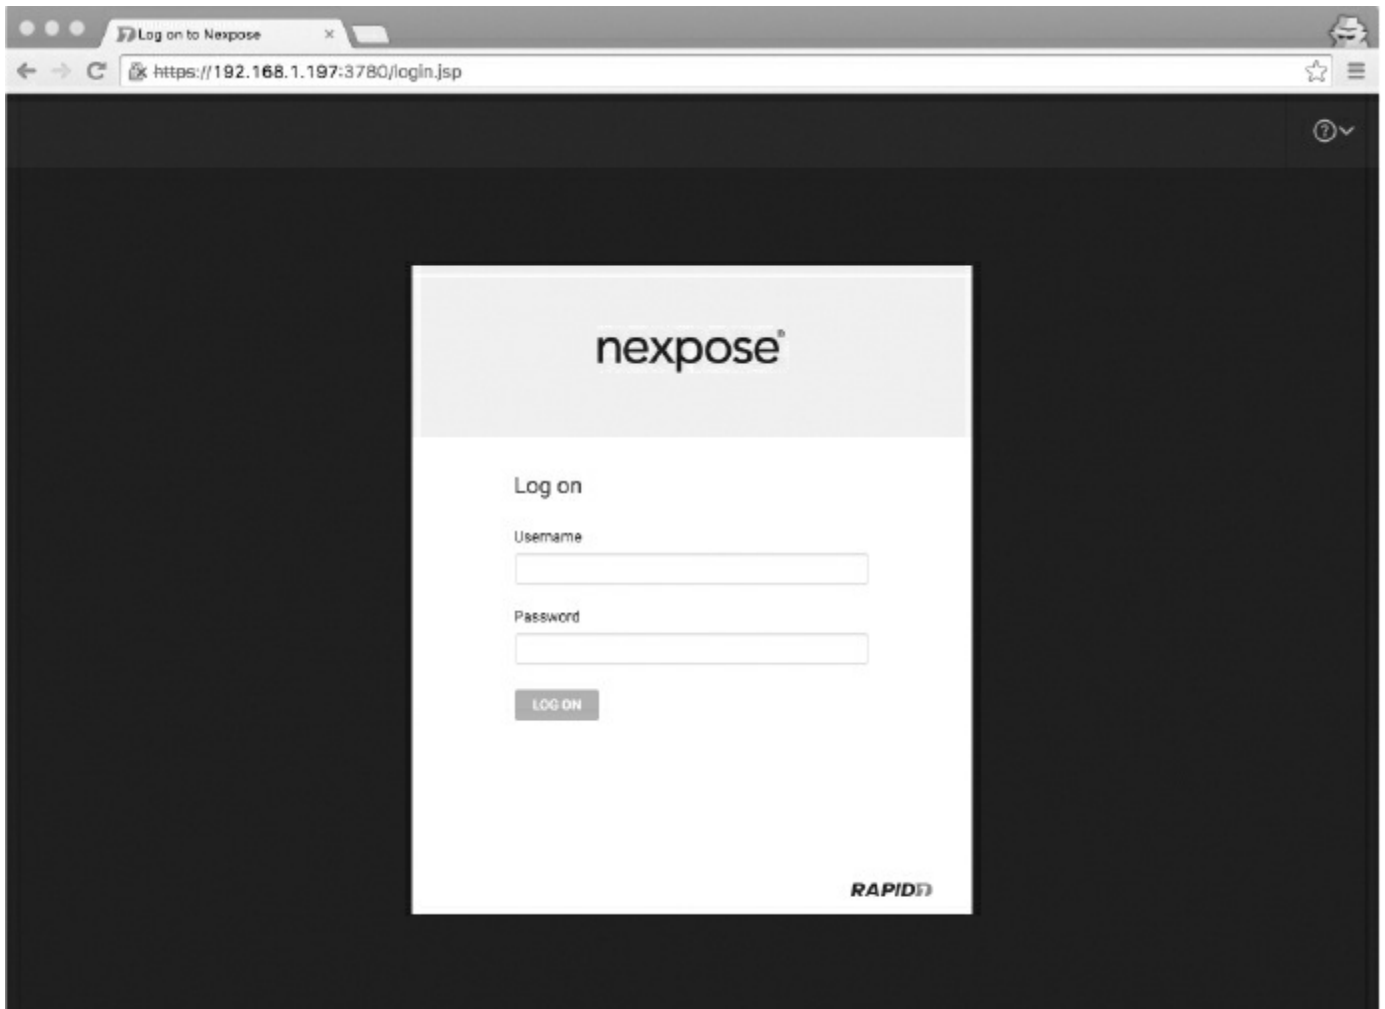 Log on to Nexpose
https://192.168.1.197:3780/login.jsp
nexpose®
Log on
Username
Password
LOG ON
RAPID7